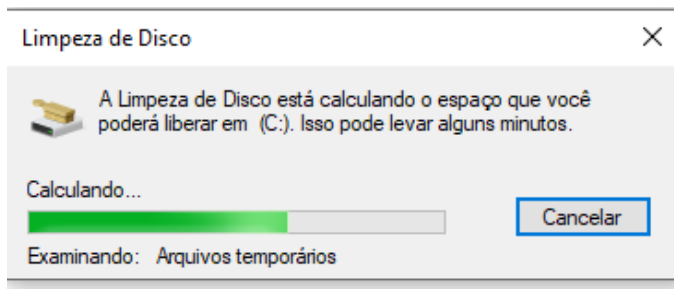 Limpeza de Disco
A Limpeza de Disco está calculando o espaço que você
poderá liberar em  (C:). Isso pode levar alguns minutos.
Calculando...
Cancelar
Examinando:   Arquivos temporários